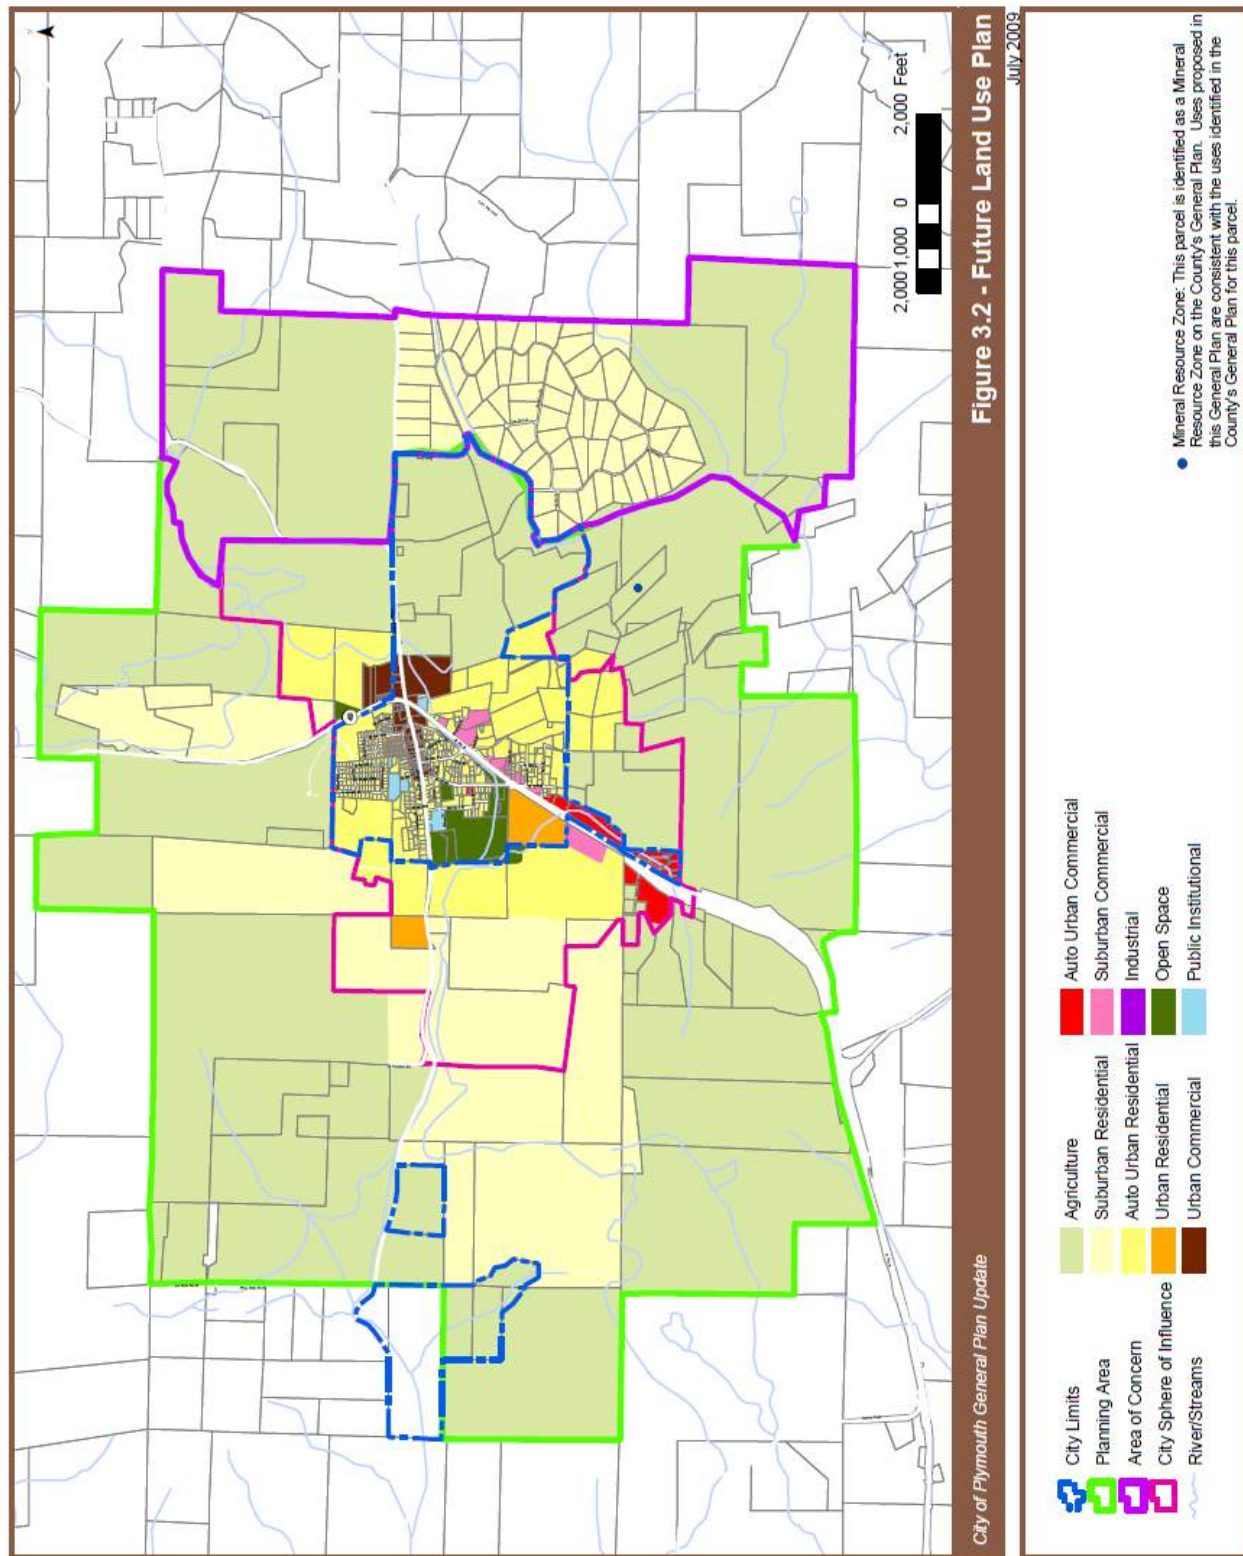 2,000 1,000 0 2,000 Feet
City of Plymouth General Plan Update
Figure 3.2 - Future Land Use Plan
July 2009
City Limits
Planning Area
Area of Concern
City Sphere of Influence
River/Streams
Agriculture
Suburban Residential
Auto Urban Residential
Urban Residential
Urban Commercial
Auto Urban Commercial
Suburban Commercial
Industrial
Open Space
Public Institutional
Mineral Resource Zone: This parcel is identified as a Mineral
Resource Zone on the County's General Plan. Uses proposed in
this General Plan are consistent with the uses identified in the
County's General Plan for this parcel.